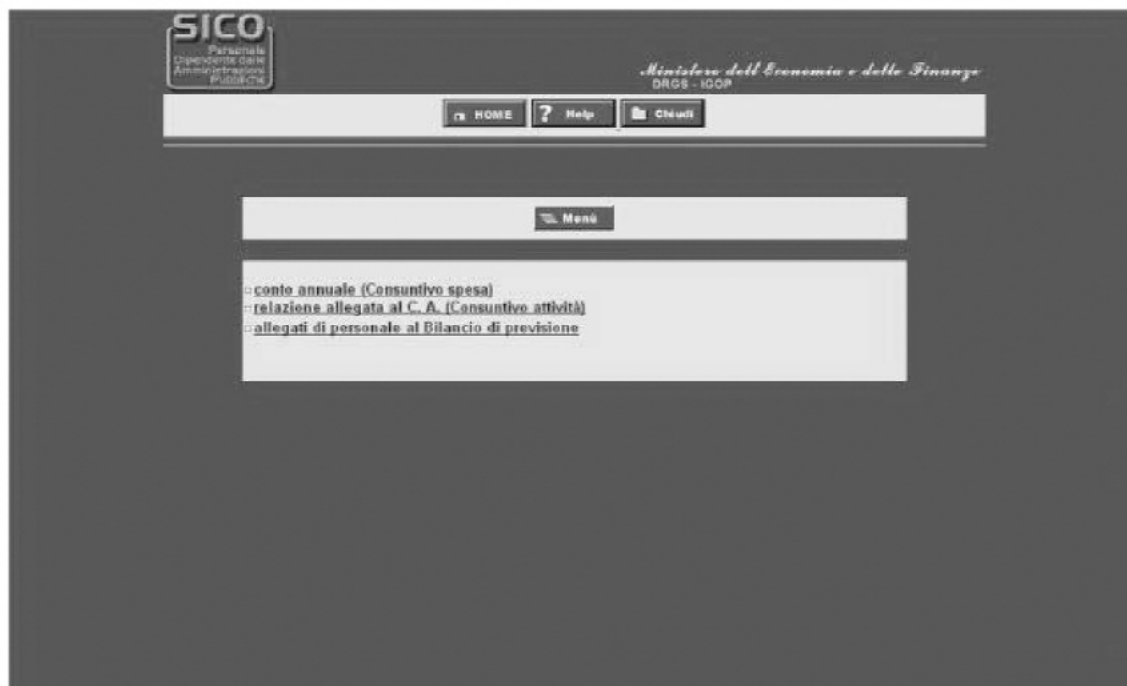 SICO
Personale
Dipendente dalle
Amministrazioni
Pubbliche
Ministero dell'Economia e delle Finanze
DRGS - IGOP
HOME
? Help
Chiudi
Menù
conto annuale (Consuntivo spesa)
relazione allegata al C. A. (Consuntivo attività)
allegati di personale al Bilancio di previsione